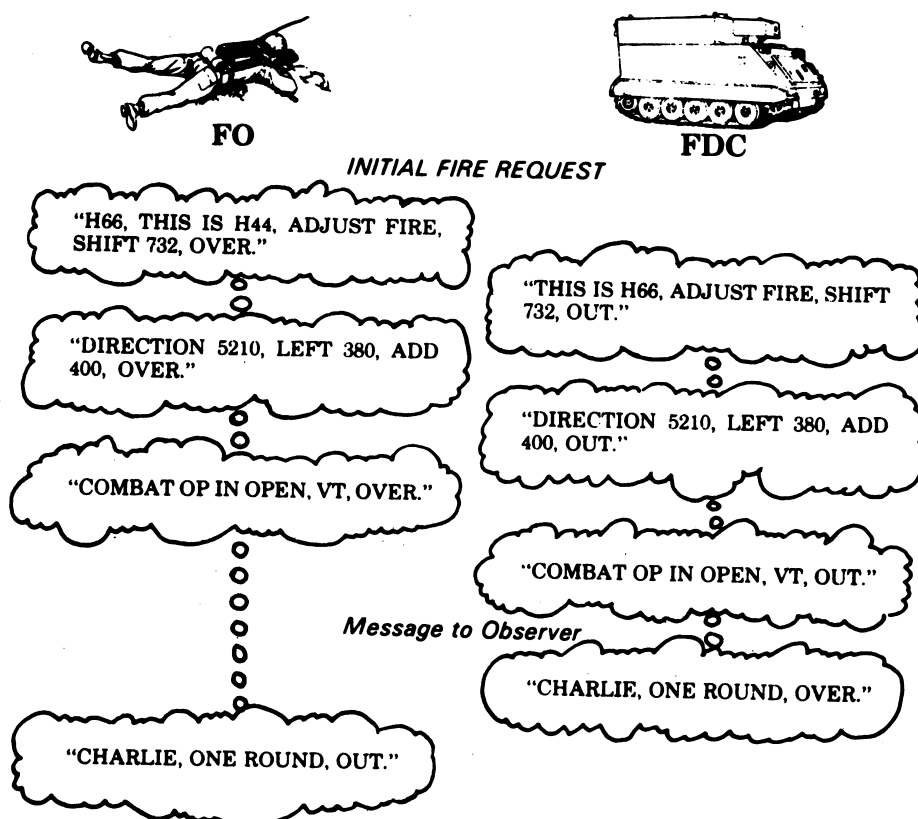 FO
FDC
INITIAL FIRE REQUEST
“H66, THIS IS H44, ADJUST FIRE,
SHIFT 732, OVER.”
“THIS IS H66, ADJUST FIRE, SHIFT
732, OUT.”
“DIRECTION 5210, LEFT 380, ADD
400, OVER.”
“DIRECTION 5210, LEFT 380, ADD
400, OUT.”
“COMBAT OP IN OPEN, VT, OVER.”
“COMBAT OP IN OPEN, VT, OUT.”
Message to Observer
“CHARLIE, ONE ROUND, OVER.”
“CHARLIE, ONE ROUND, OUT.”